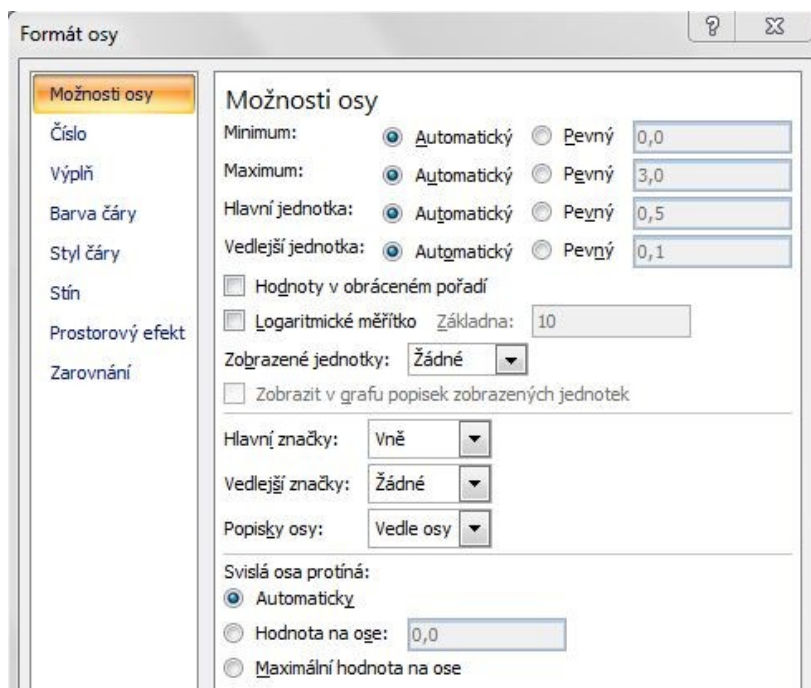 Formát osy
Možnosti osy
Číslo
Výplň
Barva čáry
Styl čáry
Stín
Prostorový efekt
Zarovnání
Možnosti osy
Minimum: Automatický Pevný 0,0
Maximum: Automatický Pevný 3,0
Hlavní jednotka: Automatický Pevný 0,5
Vedlejší jednotka: Automatický Pevný 0,1
Hodnoty v obráceném pořadí
Logaritmické měřítko Základna: 10
Zobrazené jednotky: Žádné
Zobrazit v grafu popisek zobrazených jednotek
Hlavní značky: Vně
Vedlejší značky: Žádné
Popisky osy: Vedle osy
Svislá osa protíná:
Automaticky
Hodnota na ose: 0,0
Maximální hodnota na ose